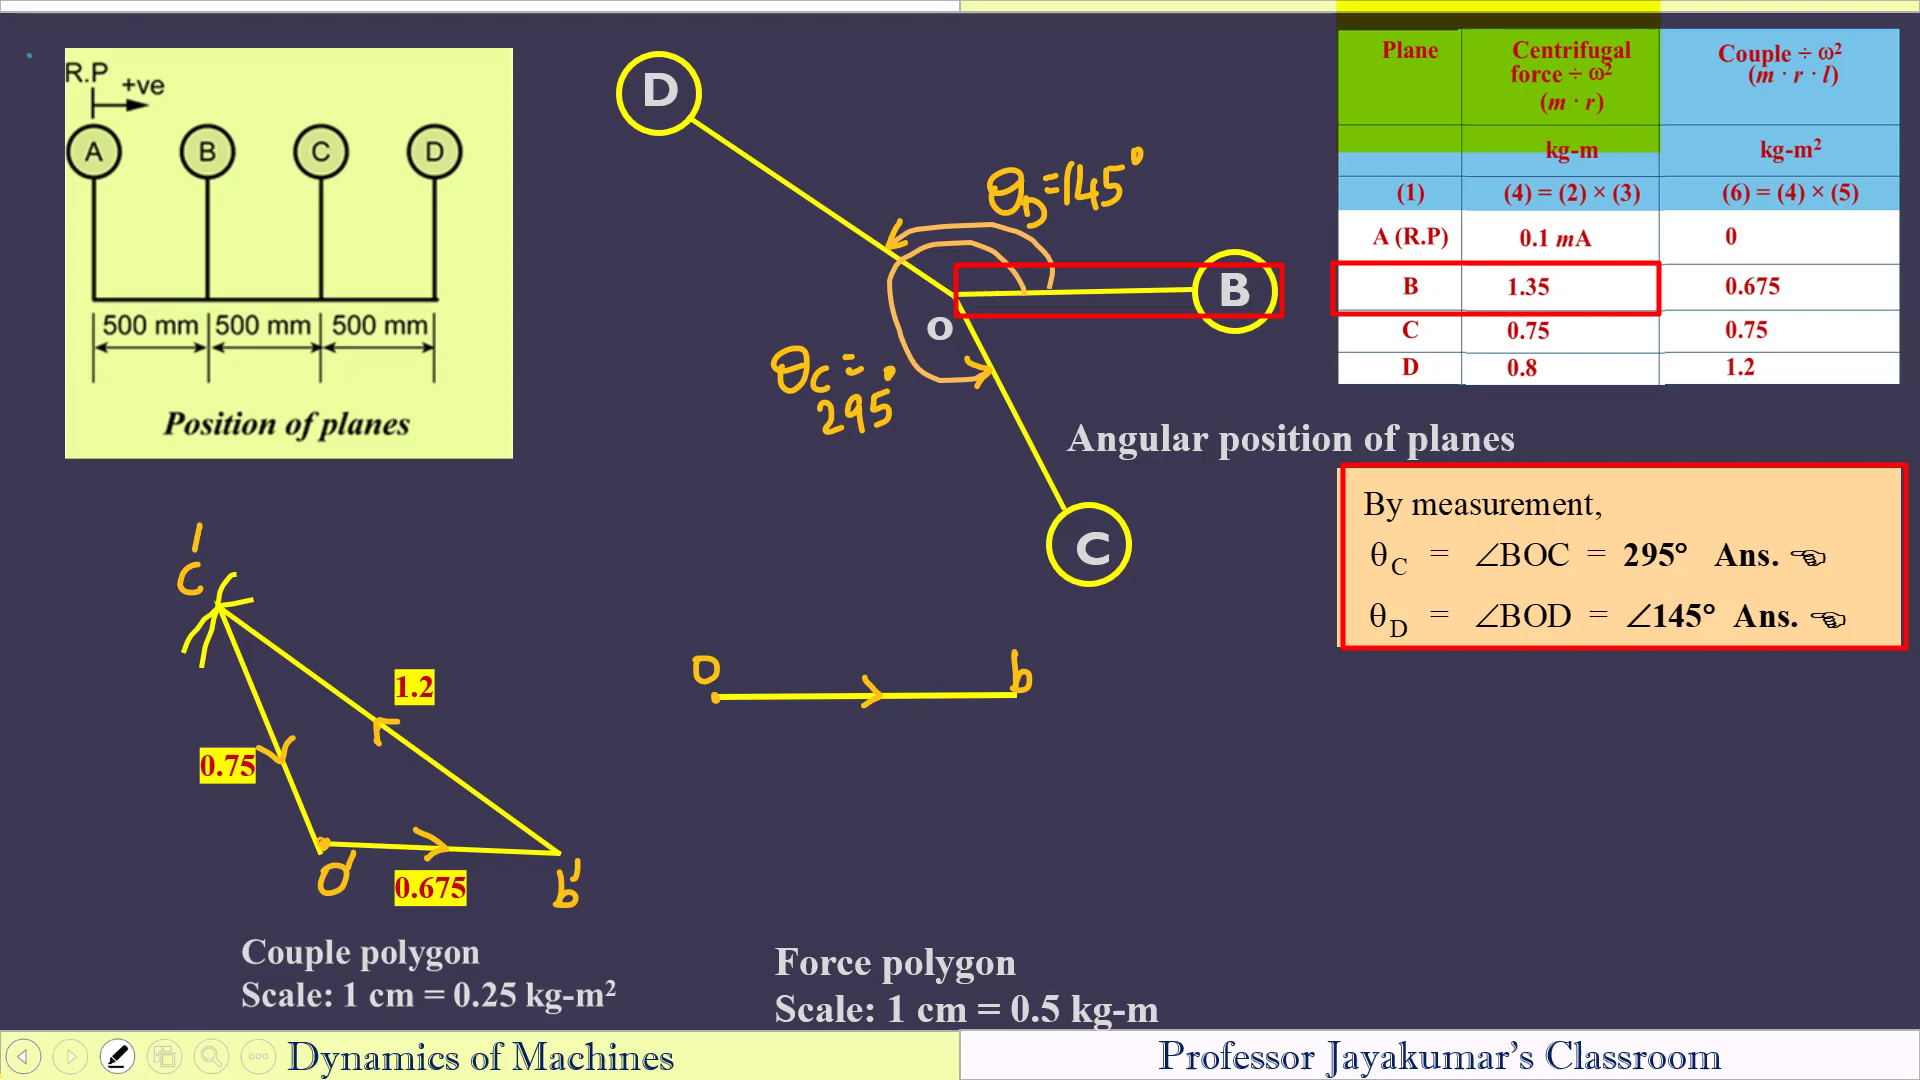 R.P
+ve
A B C D
500 mm 500 mm 500 mm
Position of planes
D
θD=145°
B
o
θC=
295°
C
Angular position of planes
Plane Centrifugal force ÷ ω² (m · r) Couple ÷ ω² (m · r · l)
kg-m kg-m²
(1) (4) = (2) × (3) (6) = (4) × (5)
A (R.P) 0.1 mA 0
B 1.35 0.675
C 0.75 0.75
D 0.8 1.2
By measurement,
θC = ∠BOC = 295° Ans.
θD = ∠BOD = ∠145° Ans.
c'
1.2
0.75
o'
0.675
b'
Couple polygon
Scale: 1 cm = 0.25 kg-m²
o b
Force polygon
Scale: 1 cm = 0.5 kg-m
Dynamics of Machines
Professor Jayakumar's Classroom